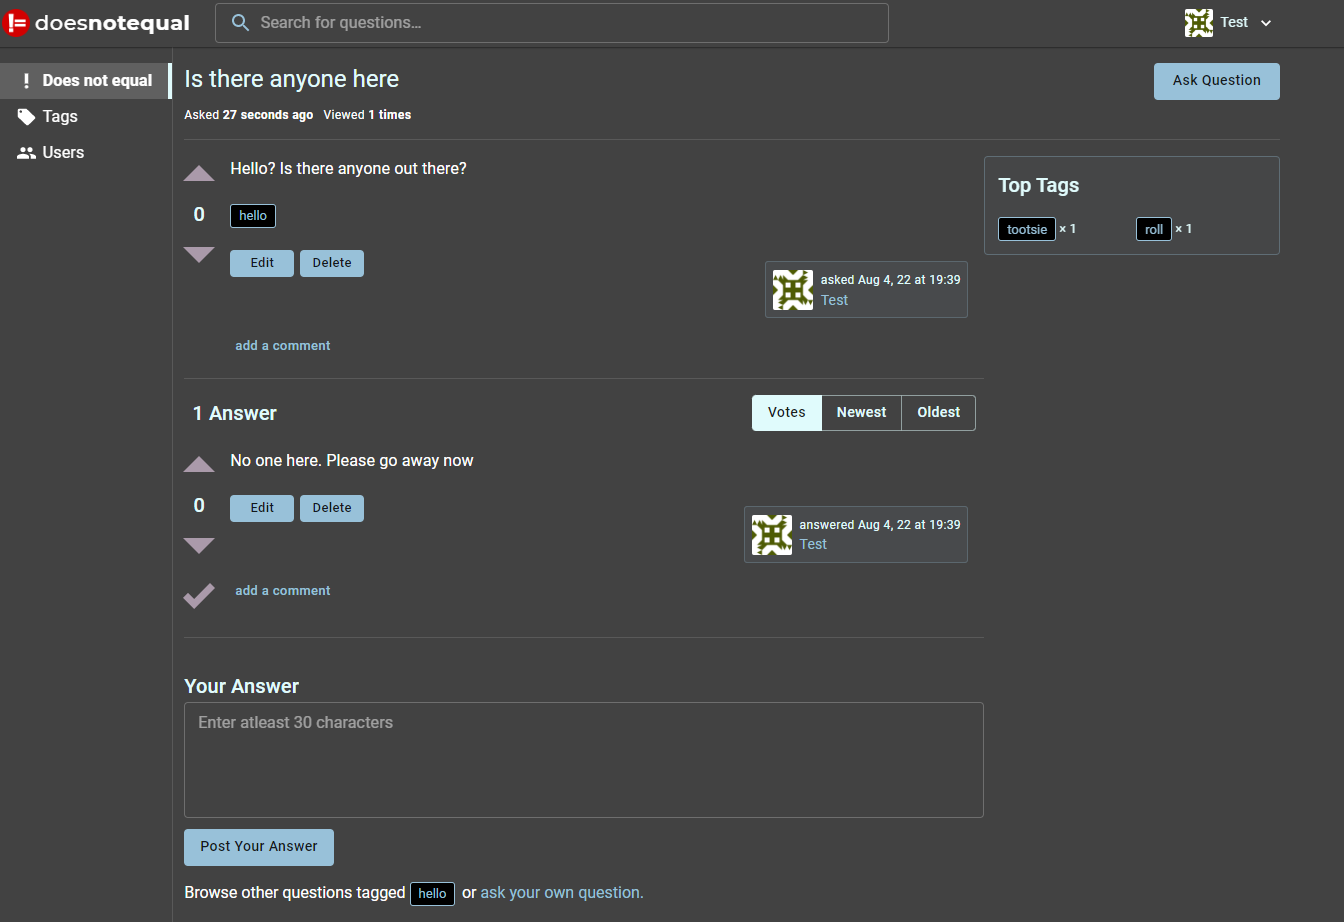 != doesnotequal
Search for questions...
Test
! Does not equal
Tags
Users
Is there anyone here
Ask Question
Asked 27 seconds ago Viewed 1 times
Hello? Is there anyone out there?
0
hello
Edit Delete
asked Aug 4, 22 at 19:39
Test
add a comment
Top Tags
tootsie × 1 roll × 1
1 Answer
Votes Newest Oldest
No one here. Please go away now
0
Edit Delete
answered Aug 4, 22 at 19:39
Test
add a comment
Your Answer
Enter atleast 30 characters
Post Your Answer
Browse other questions tagged hello or ask your own question.